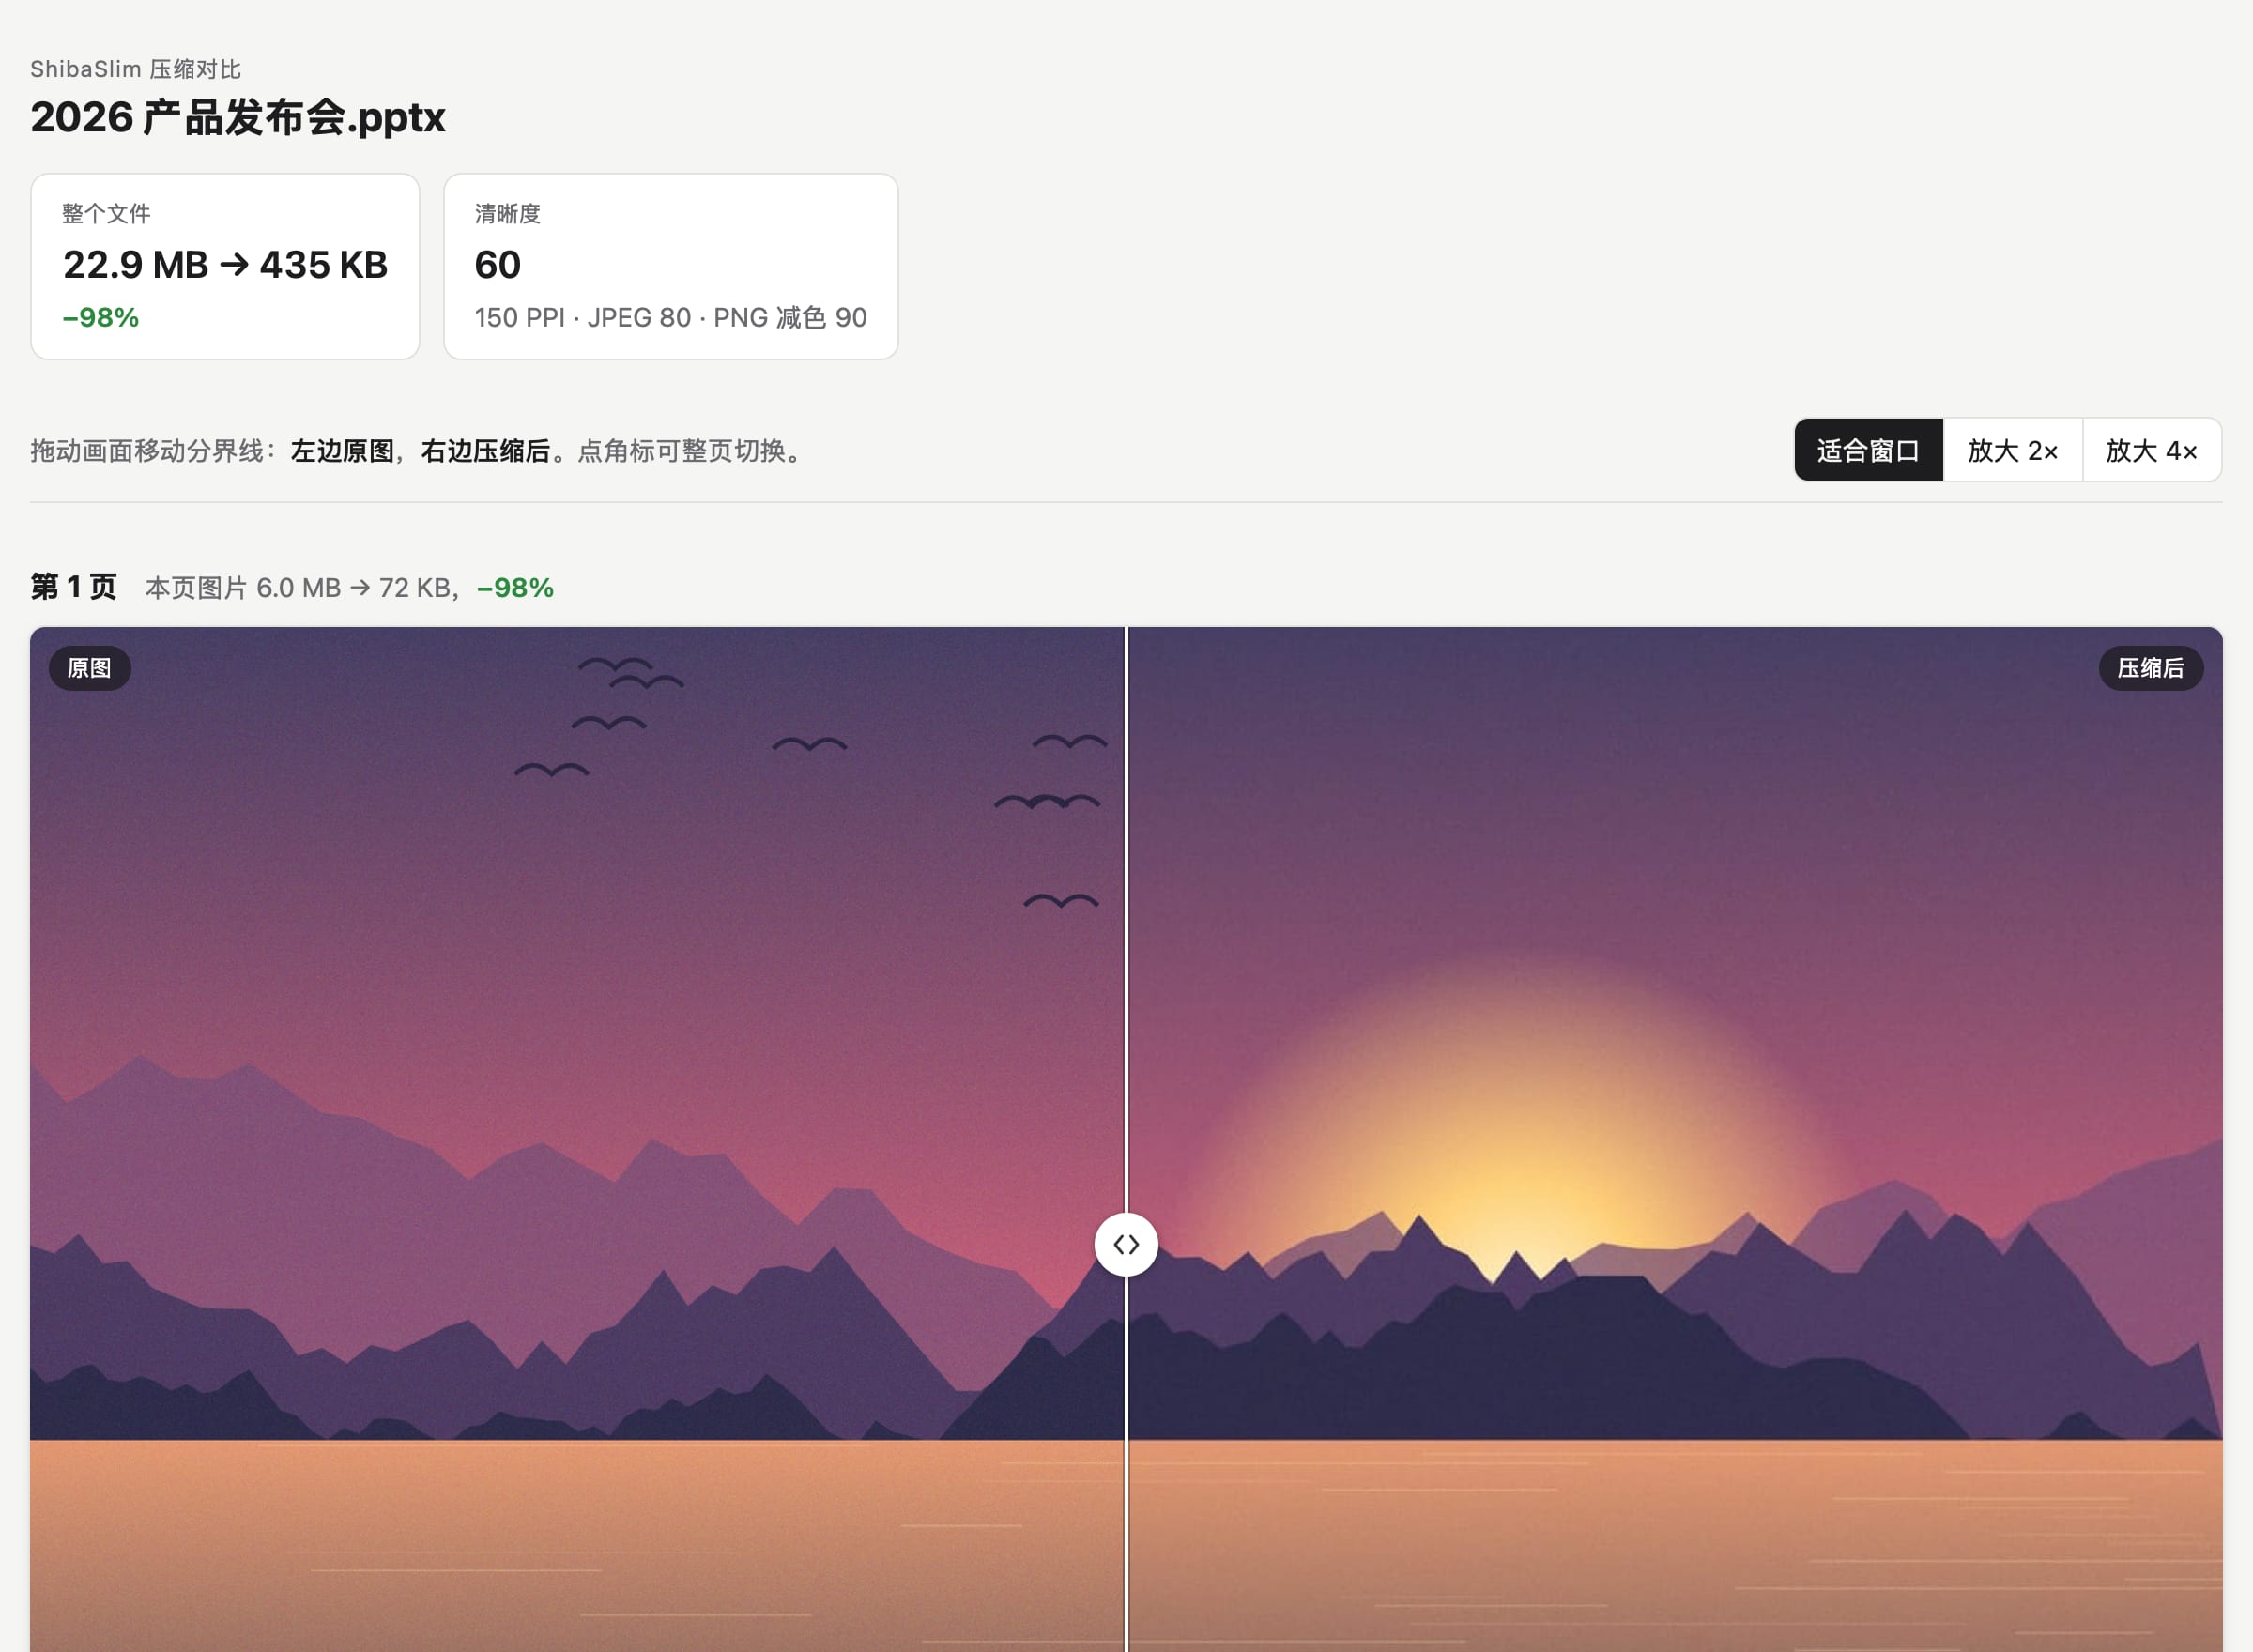 ShibaSlim 压缩对比
2026 产品发布会.pptx
整个文件
22.9 MB → 435 KB
−98%
清晰度
60
150 PPI · JPEG 80 · PNG 减色 90
拖动画面移动分界线：左边原图，右边压缩后。点角标可整页切换。
适合窗口
放大 2×
放大 4×
第 1 页 本页图片 6.0 MB → 72 KB，−98%
原图
压缩后